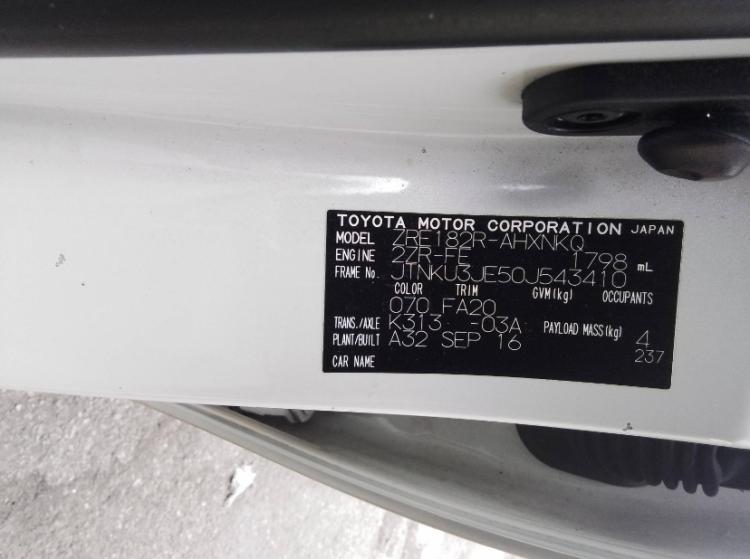 TOYOTA MOTOR CORPORATION JAPAN
MODEL ZRE182R-AHXNKQ
ENGINE 2ZR-FE 1798 mL
FRAME No. JTNKU3JE50J543410
COLOR TRIM GVM(kg) OCCUPANTS
070 FA20
TRANS./AXLE K313 -03A PAYLOAD MASS(kg) 4
PLANT/BUILT A32 SEP 16 237
CAR NAME